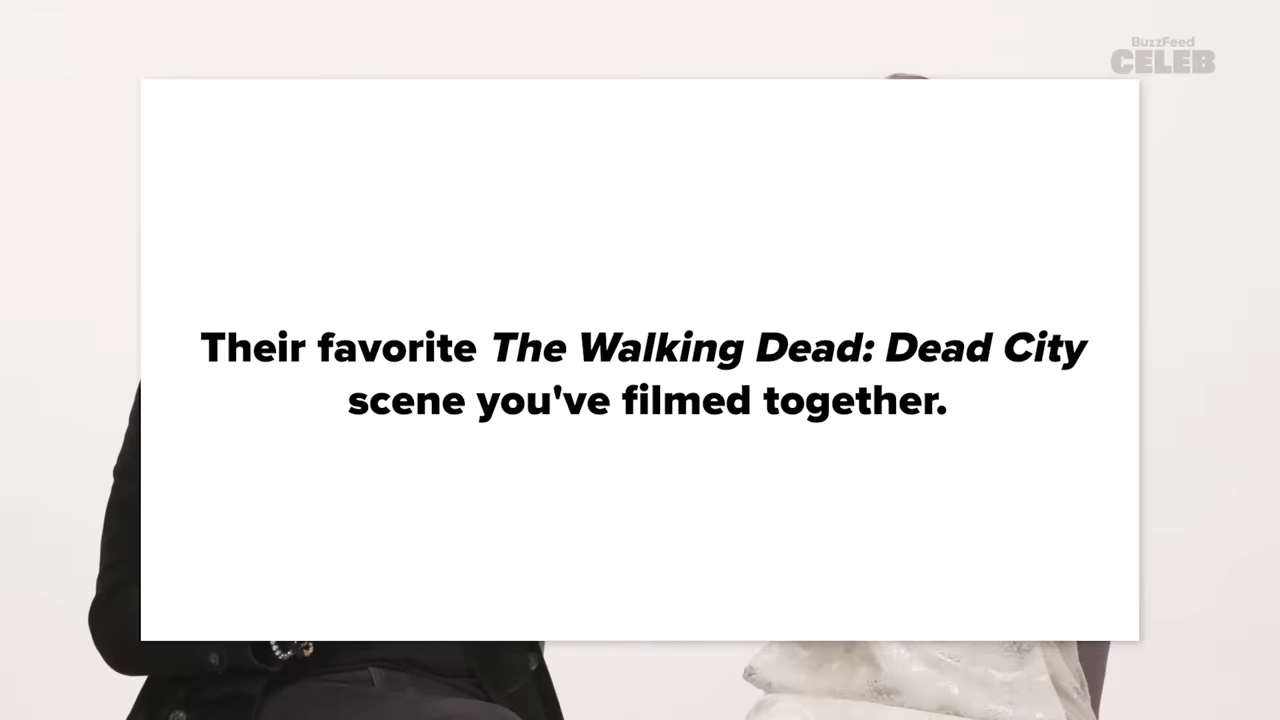 BuzzFeed
CELEB
Their favorite The Walking Dead: Dead City
scene you've filmed together.